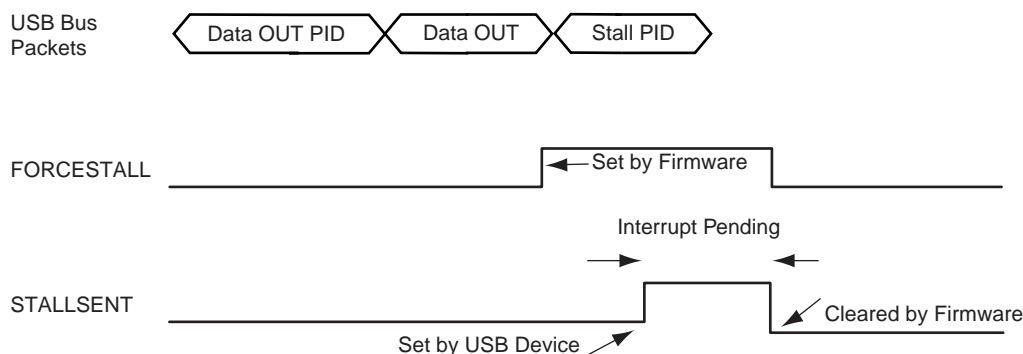 USB Bus
Packets
Data OUT PID
Data OUT
Stall PID
FORCESTALL
Set by Firmware
Interrupt Pending
STALLSENT
Cleared by Firmware
Set by USB Device